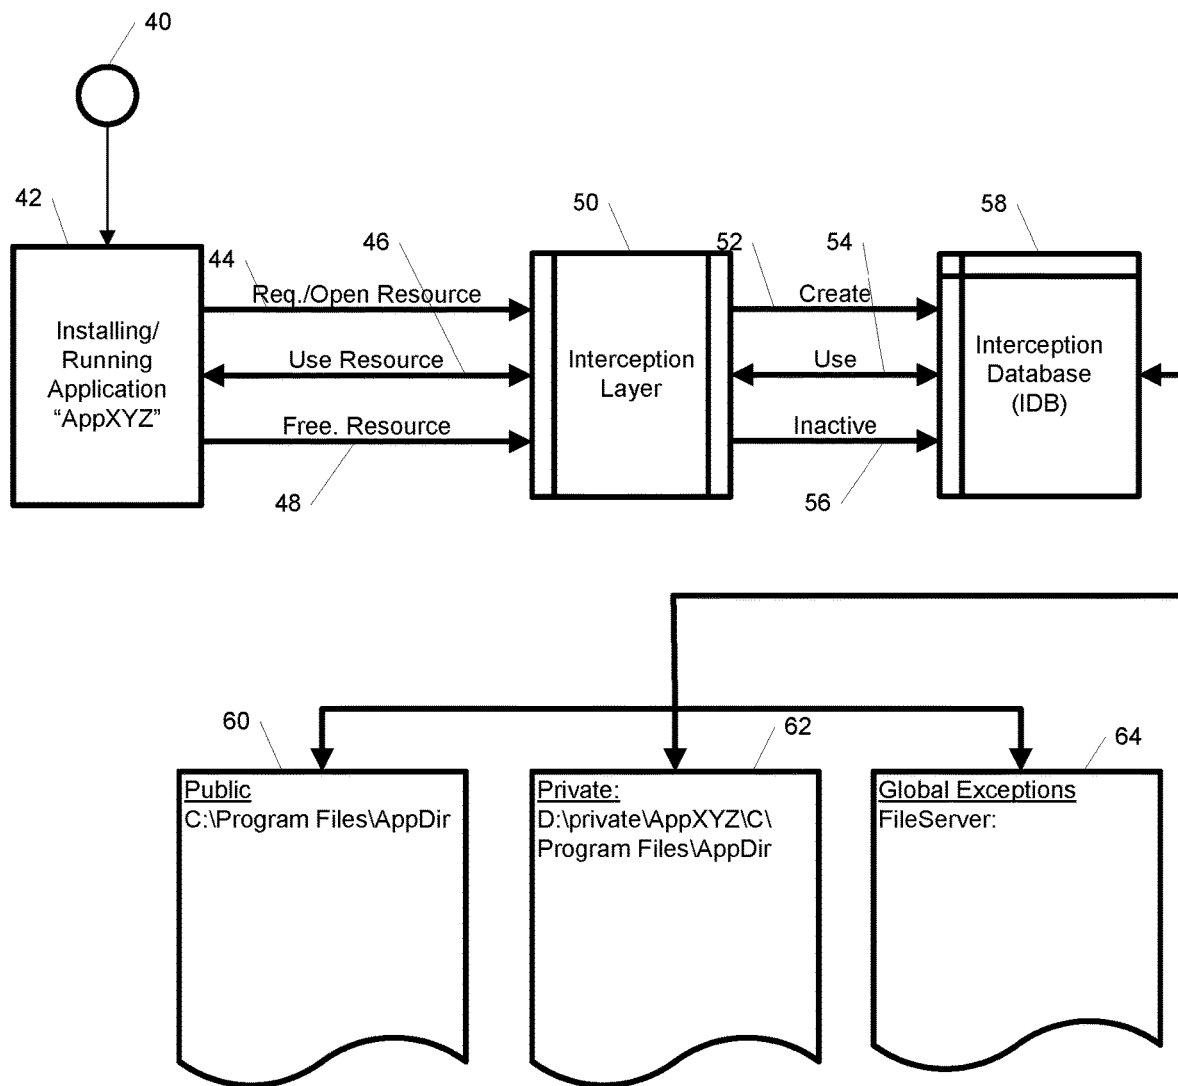 40
42
50
58
44
46
52
54
Req./Open Resource
Create
Installing/
Running
Application
“AppXYZ”
Use Resource
Interception
Layer
Use
Interception
Database
(IDB)
Free. Resource
Inactive
48
56
60
62
64
Public
C:\Program Files\AppDir
Private:
D:\private\AppXYZ\C\
Program Files\AppDir
Global Exceptions
FileServer: